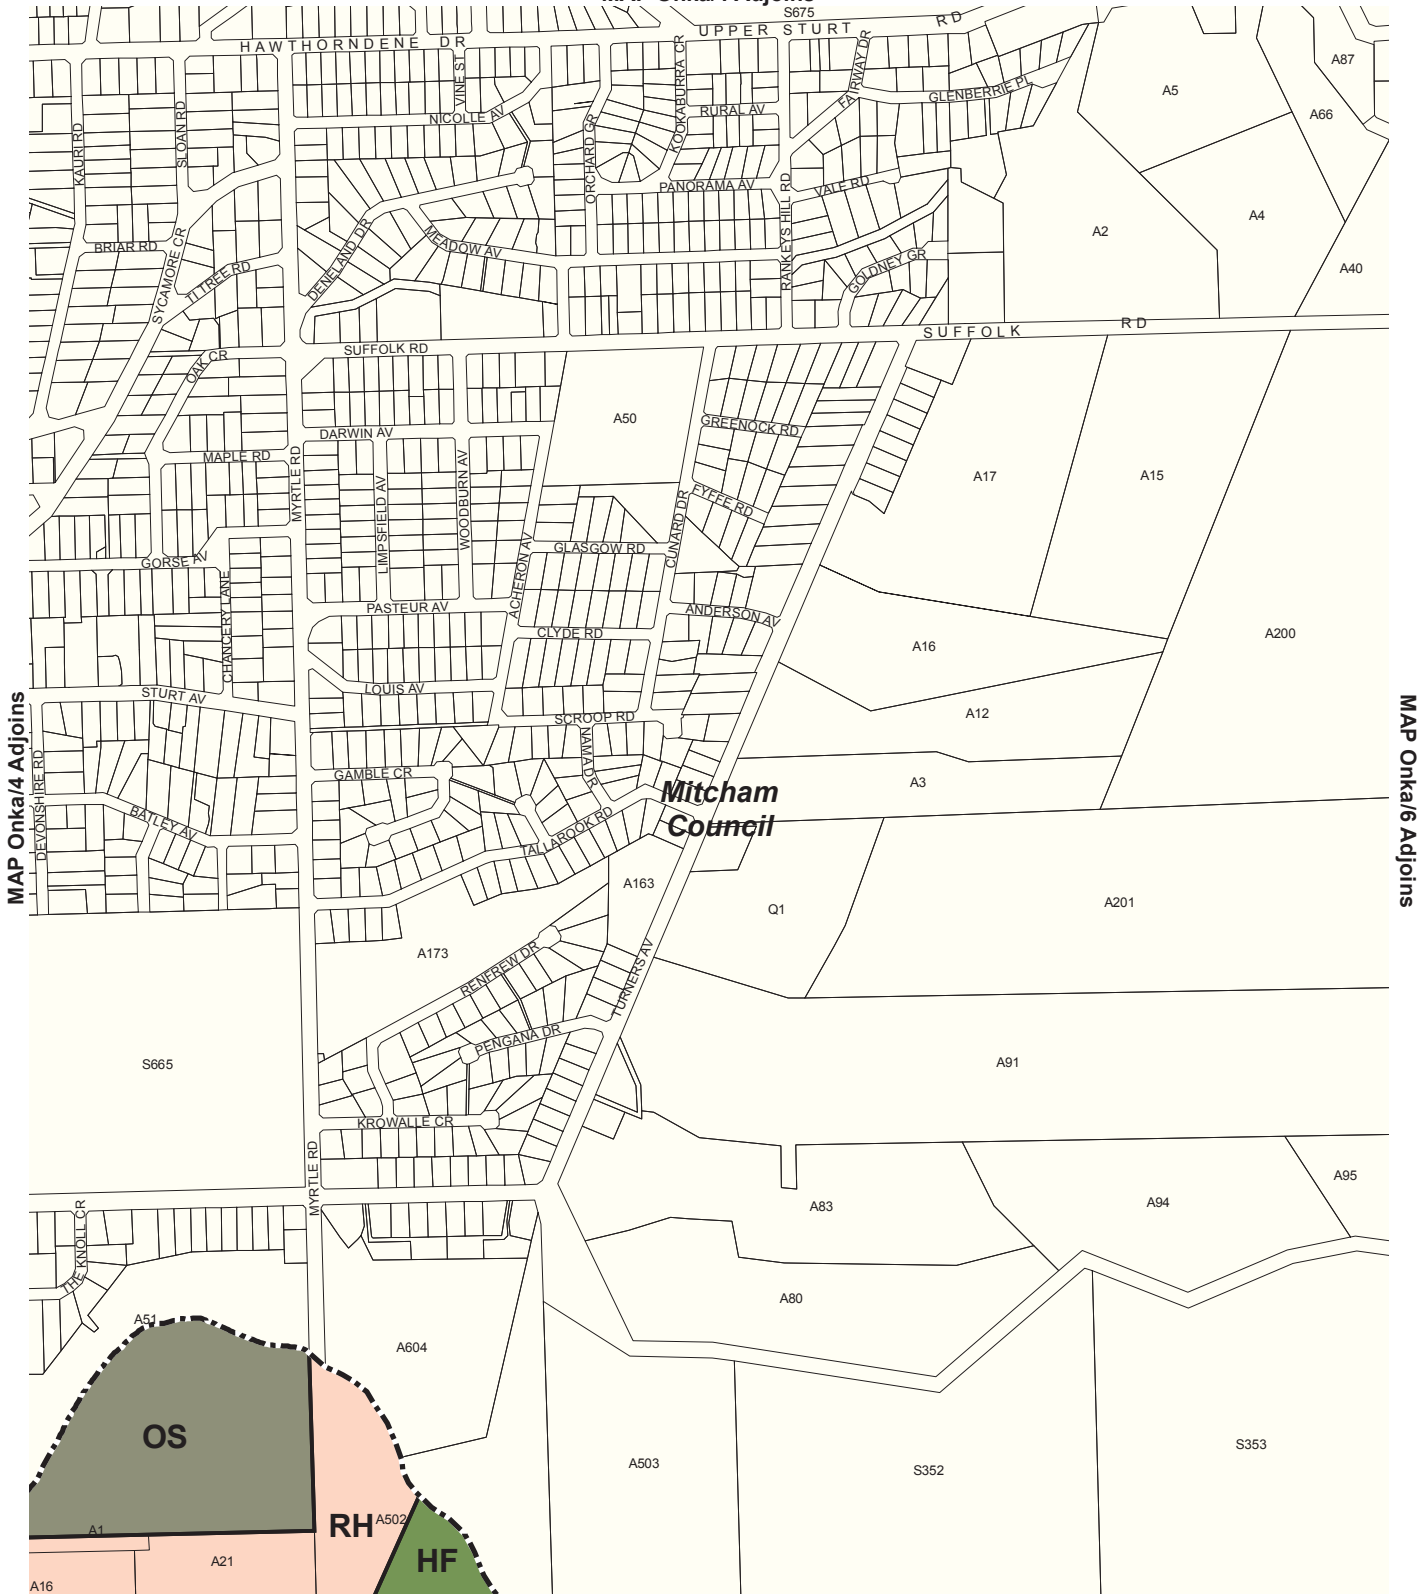 S675
UPPER STURT RD
HAWTHORNDENE DR
VINE ST
KOOKABURRA CR
FAIRWAY DR
A87
GLENBERRIE PL
A5
NICOLLE AV
RURAL AV
A66
KAURI RD
SLOAN RD
ORCHARD GR
PANORAMA AV
VALE RD
RANKEYS HILL RD
A4
A2
BRIAR RD
SYCAMORE CR
TI TREE RD
DENELAND DR
MEADOW AV
GOLDNEY GR
A40
SUFFOLK RD
SUFFOLK RD
OAK CR
A50
GREENOCK RD
DARWIN AV
MAPLE RD
MYRTLE RD
LIMPSFIELD AV
WOODBURN AV
A17
A15
FYFFE RD
CUNARD DR
GLASGOW RD
ACHERON AV
GORSE AV
CHANCERY LANE
PASTEUR AV
ANDERSON AV
CLYDE RD
A16
A200
STURT AV
LOUIS AV
SCROOP RD
A12
MAP Onka/4 Adjoins
MAP Onka/6 Adjoins
DEVONSHIRE RD
GAMBLE CR
NAMA DR
A3
Mitcham
Council
BATLEY AV
TALLAROOK RD
A163
Q1
A201
A173
RENFREW DR
TURNERS AV
PENGANA DR
S665
A91
KROWALLE CR
MYRTLE RD
A95
A83
A94
THE KNOLL CR
A80
A51
A604
OS
A503
S352
S353
A1
RH
A502
HF
A21
A16